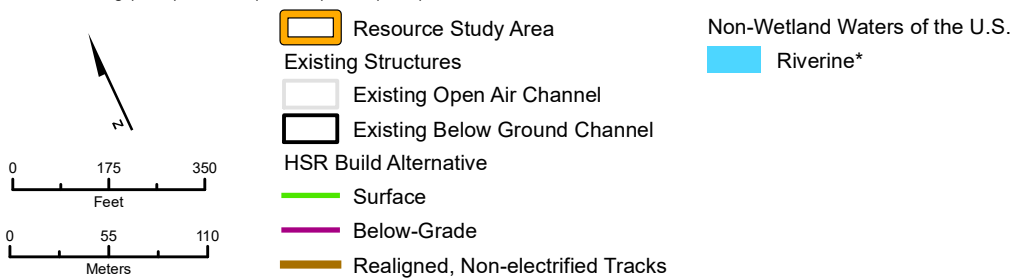 Resource Study Area
Existing Structures
Existing Open Air Channel
Existing Below Ground Channel
HSR Build Alternative
Surface
Below-Grade
Realigned, Non-electrified Tracks
Non-Wetland Waters of the U.S.
Riverine*
N
0 175 350
Feet
0 55 110
Meters